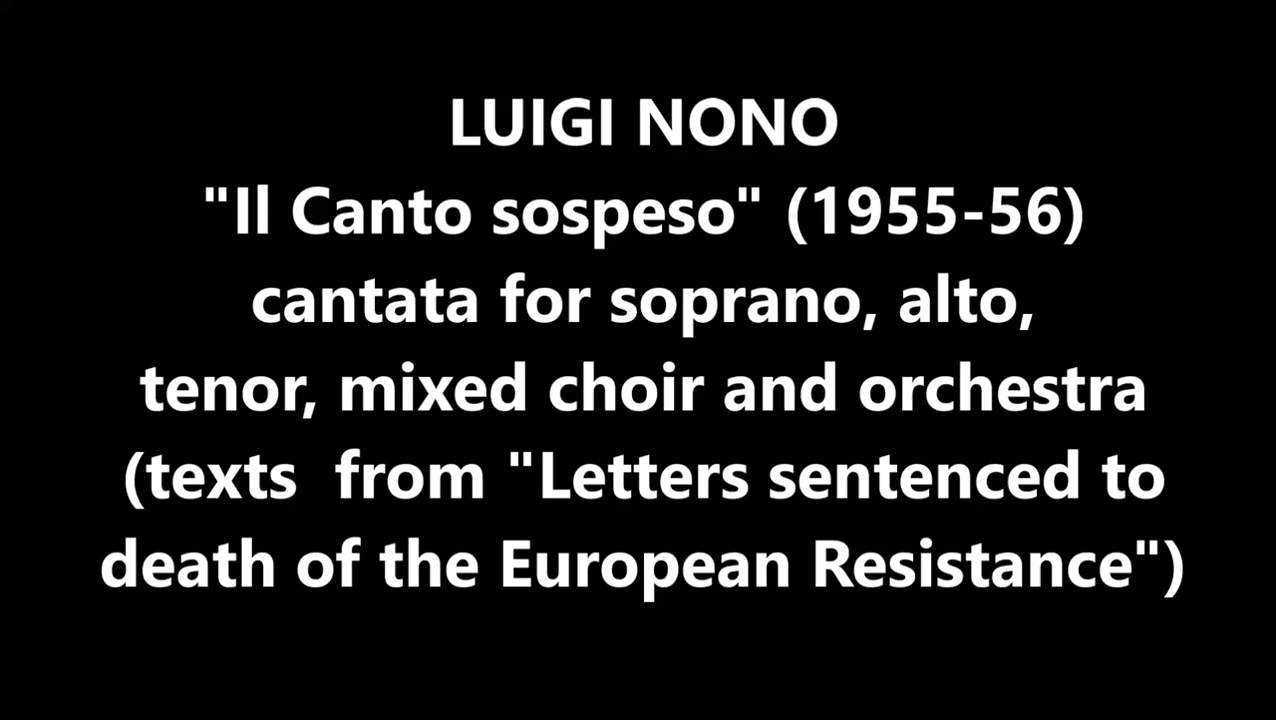 LUIGI NONO
"Il Canto sospeso" (1955-56)
cantata for soprano, alto,
tenor, mixed choir and orchestra
(texts  from "Letters sentenced to
death of the European Resistance")